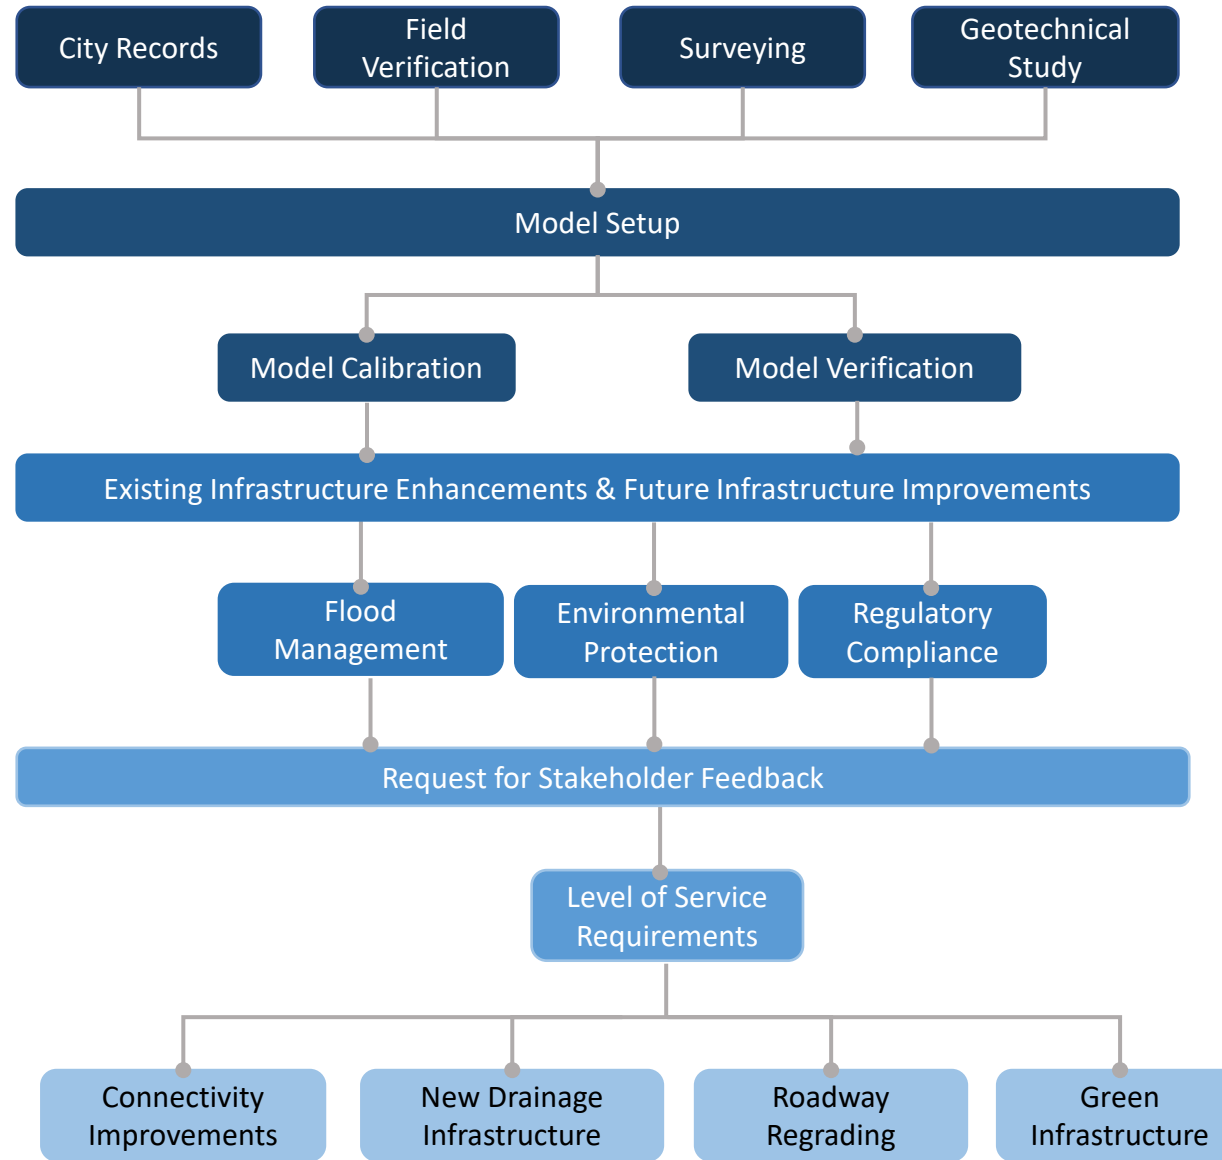 City Records
Field
Verification
Surveying
Geotechnical
Study
Model Setup
Model Calibration
Model Verification
Existing Infrastructure Enhancements & Future Infrastructure Improvements
Flood
Management
Environmental
Protection
Regulatory
Compliance
Request for Stakeholder Feedback
Level of Service
Requirements
Connectivity
Improvements
New Drainage
Infrastructure
Roadway
Regrading
Green
Infrastructure